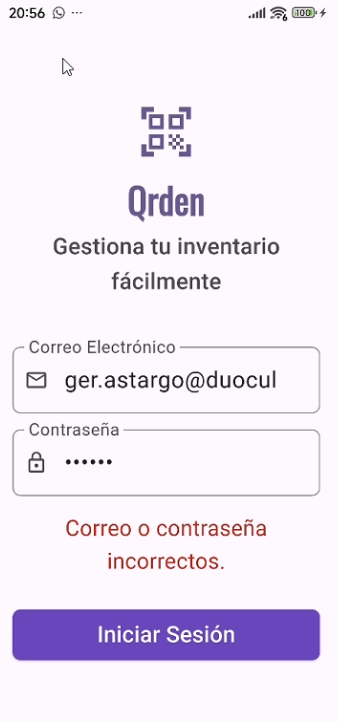 20:56
100
Qrden
Gestiona tu inventario
fácilmente
Correo Electrónico
ger.astargo@duocul
Contraseña
••••••
Correo o contraseña
incorrectos.
Iniciar Sesión